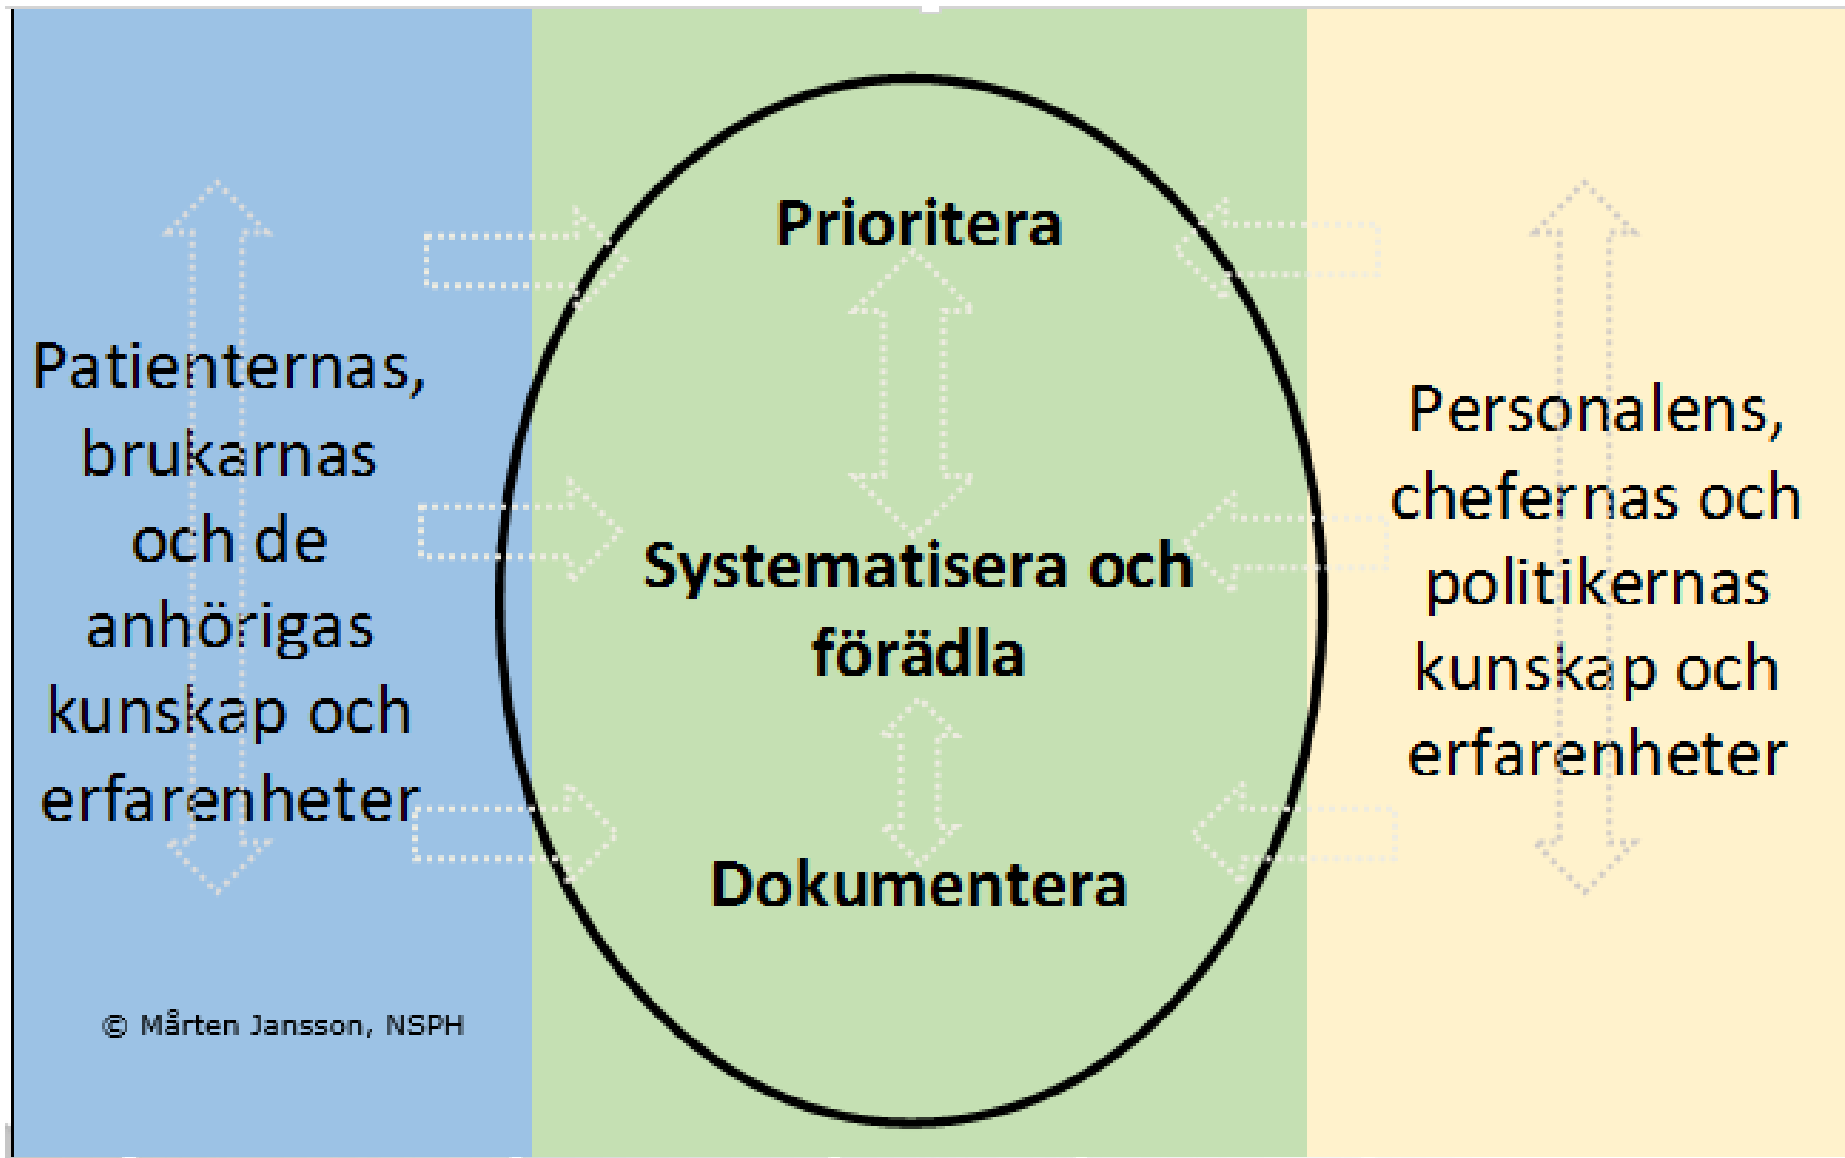 Patienternas,
brukarnas
och de
anhörigas
kunskap och
erfarenheter
© Mårten Jansson, NSPH
Prioritera
Systematisera och
förädla
Dokumentera
Personalens,
chefernas och
politikernas
kunskap och
erfarenheter